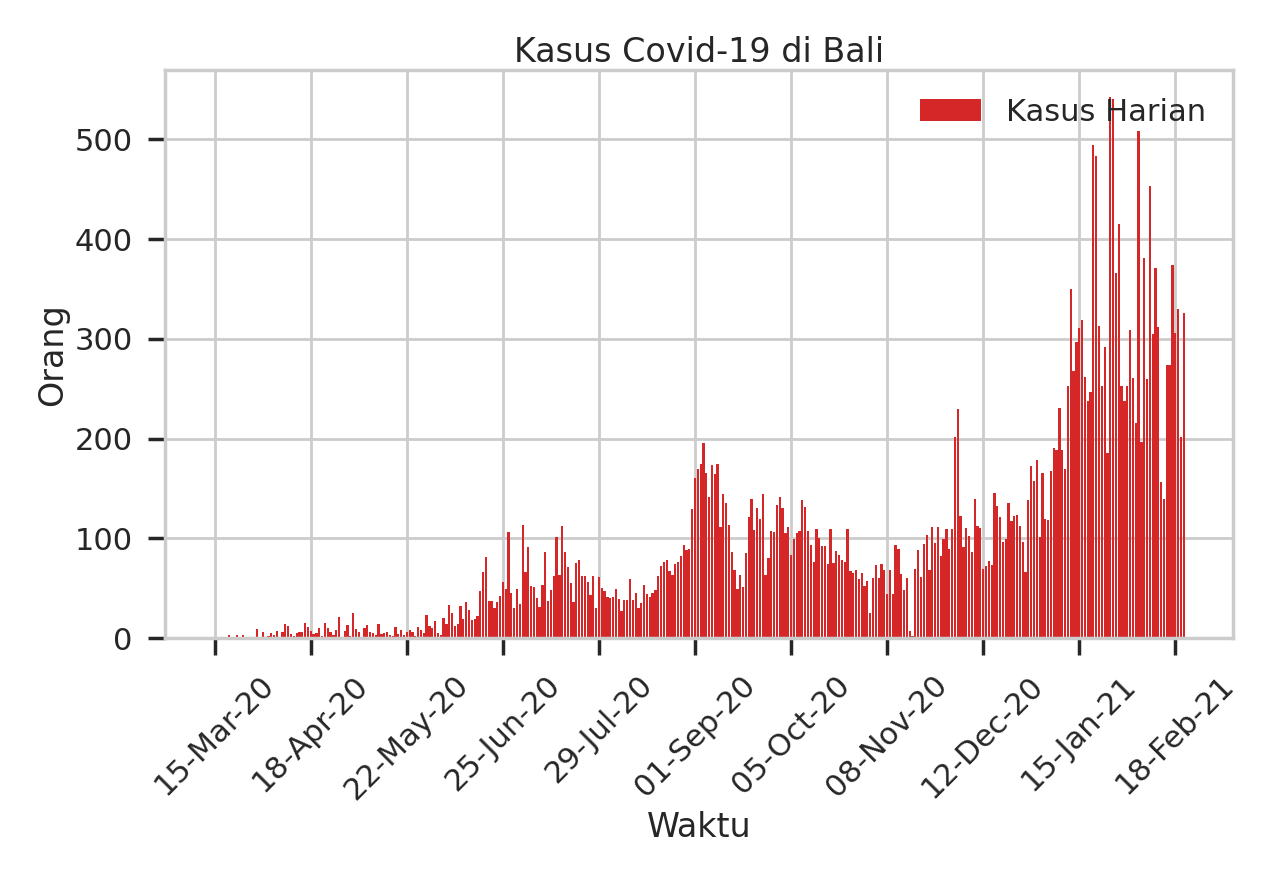 Kasus Covid-19 di Bali
Kasus Harian
Orang
500
400
300
200
100
0
15-Mar-20
18-Apr-20
22-May-20
25-Jun-20
29-Jul-20
01-Sep-20
05-Oct-20
08-Nov-20
12-Dec-20
15-Jan-21
18-Feb-21
Waktu